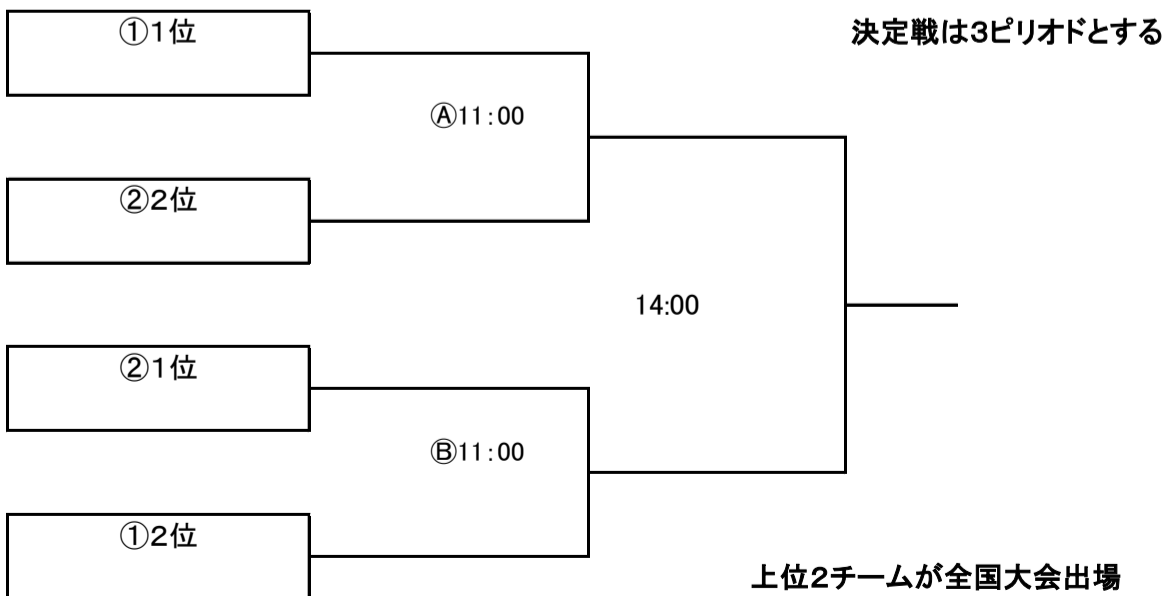 ①1位
決定戦は3ピリオドとする
Ⓐ11:00
②2位
14:00
②1位
Ⓑ11:00
①2位
上位2チームが全国大会出場